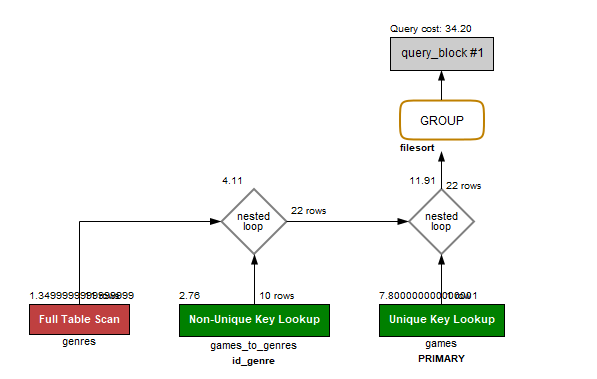 Query cost: 34.20
query_block #1
GROUP
filesort
4.11
11.91
22 rows
nested
loop
22 rows
nested
loop
2.76
10 rows
1 row
Full Table Scan
Non-Unique Key Lookup
Unique Key Lookup
genres
games_to_genres
games
id_genre
PRIMARY